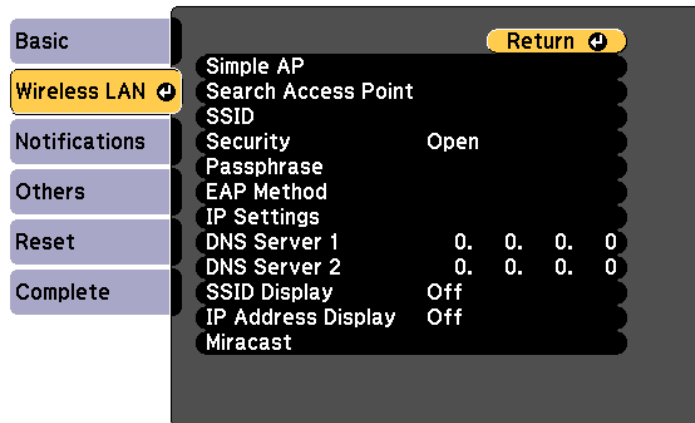 Basic
Wireless LAN
Notifications
Others
Reset
Complete
Return
Simple AP
Search Access Point
SSID
Security Open
Passphrase
EAP Method
IP Settings
DNS Server 1 0. 0. 0. 0
DNS Server 2 0. 0. 0. 0
SSID Display Off
IP Address Display Off
Miracast